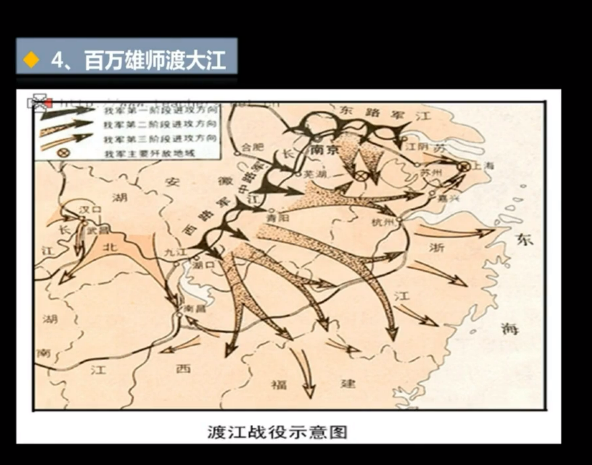 4、百万雄师渡大江
我军第一阶段进攻方向
我军第二阶段进攻方向
我军第三阶段进攻方向
我军主要歼敌地域
东路军
江
合肥
南京
江阴
苏
上海
长
芜湖
苏州
嘉兴
湖
安
徽
中路军
江
青阳
杭州
汉口
武昌
长
江
北
西路军
九江
湖口
浙
江
东
海
南昌
湖
南
江
西
福
建
渡江战役示意图